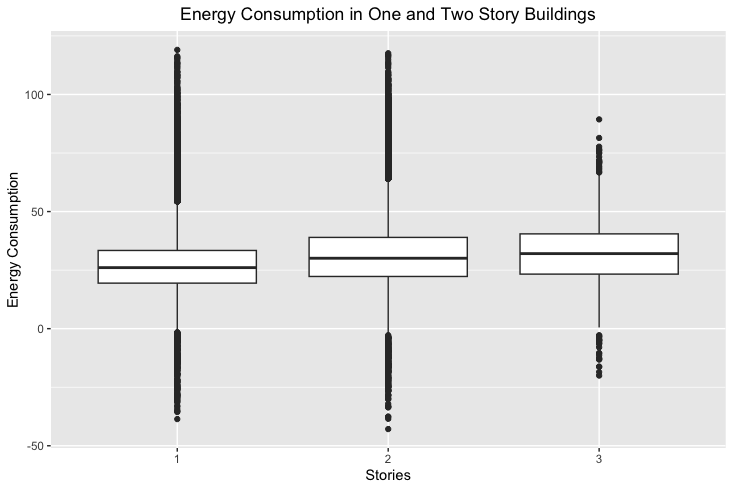 Energy Consumption in One and Two Story Buildings
Energy Consumption
100
50
0
-50
1 2 3
Stories